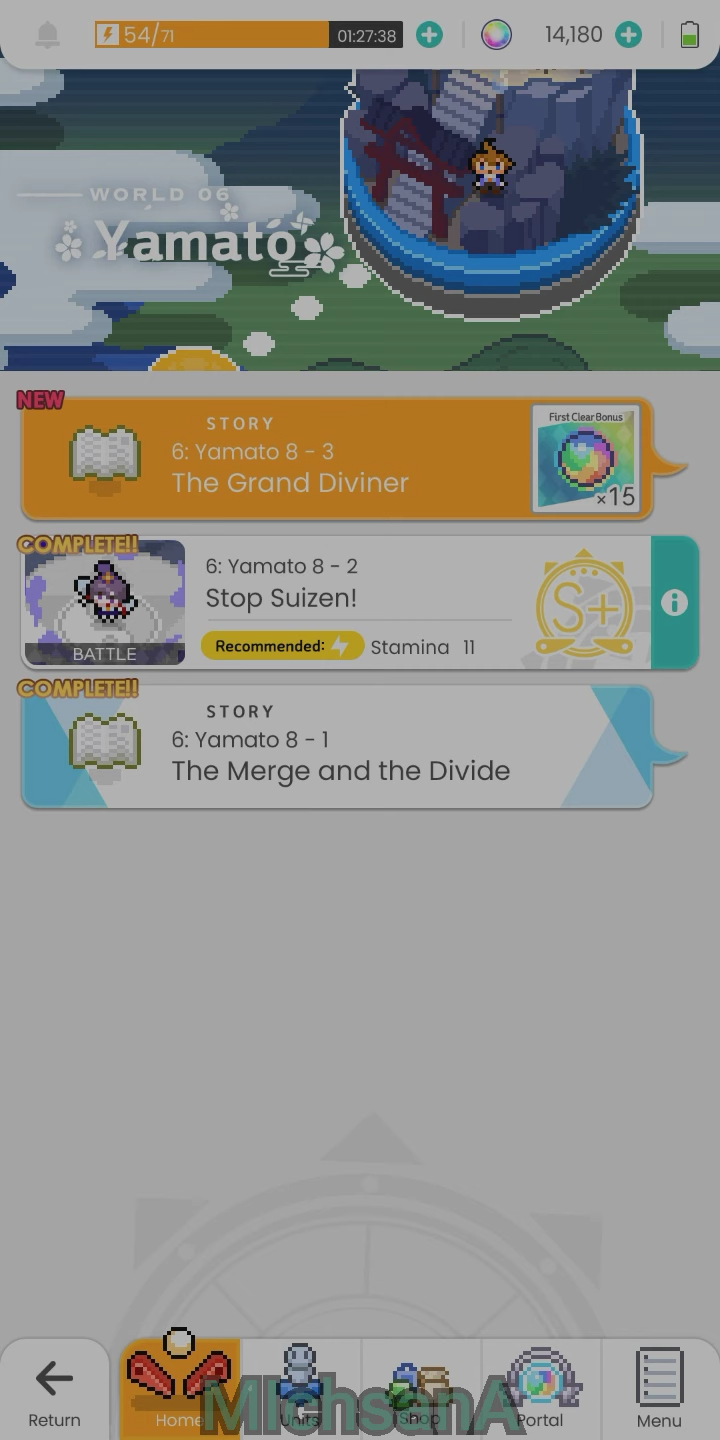 54/71
01:27:38
14,180
WORLD 06
Yamato
NEW
STORY
6: Yamato 8 - 3
The Grand Diviner
First Clear Bonus
×15
COMPLETE!!
6: Yamato 8 - 2
Stop Suizen!
S+
BATTLE
Recommended:
Stamina 11
COMPLETE!!
STORY
6: Yamato 8 - 1
The Merge and the Divide
Return
Home
Units
Shop
Portal
Menu
MichsanA